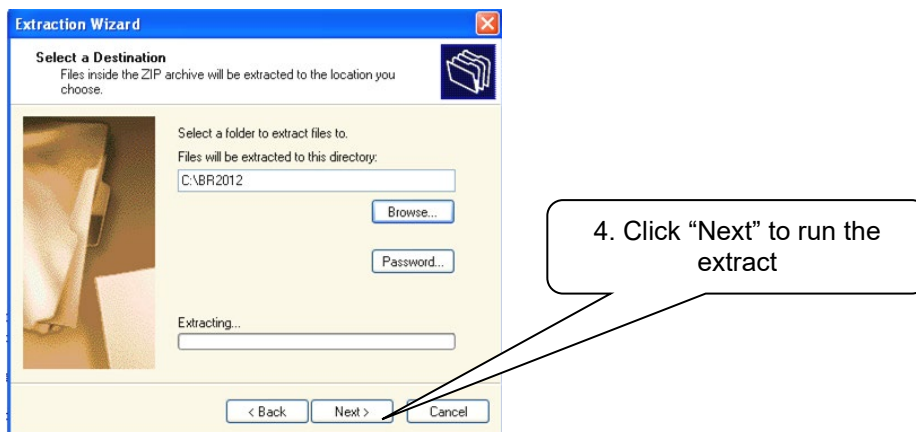 Extraction Wizard
Select a Destination
Files inside the ZIP archive will be extracted to the location you
choose.
Select a folder to extract files to.
Files will be extracted to this directory:
C:\BR2012
Browse...
Password...
Extracting...
< Back
Next >
Cancel
4. Click “Next” to run the
extract